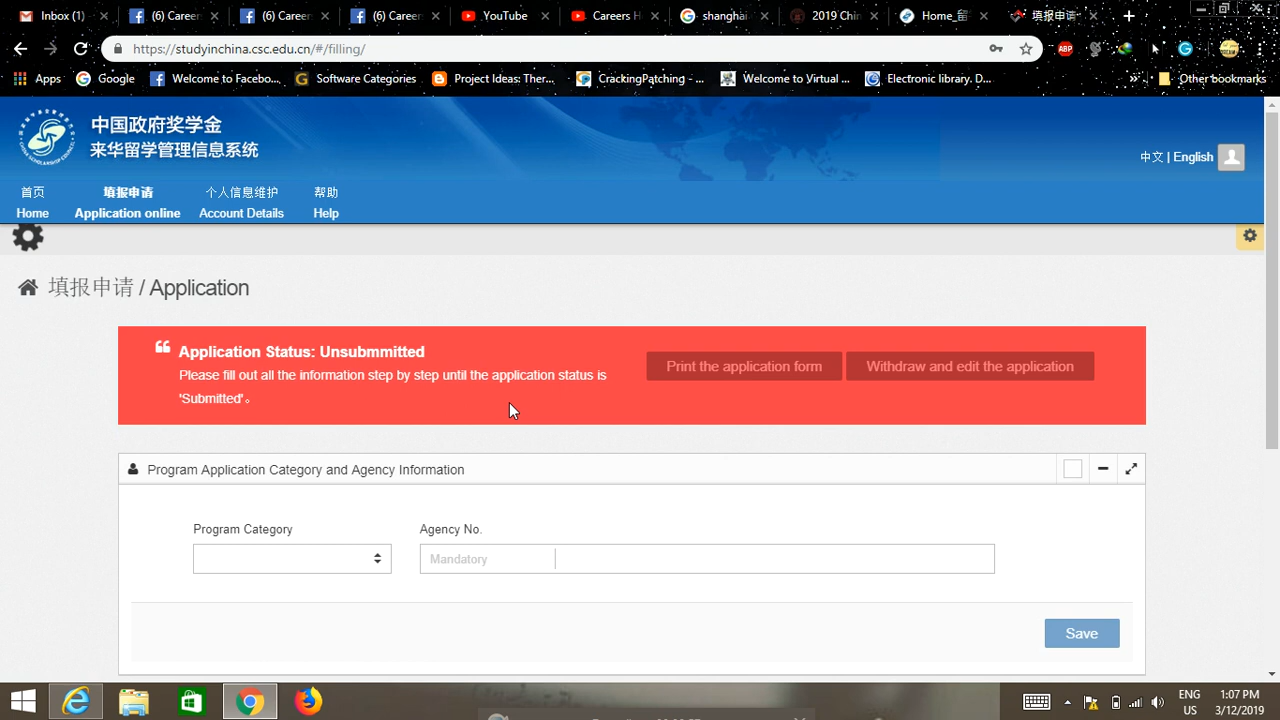 Inbox (1)
(6) Career
(6) Career
(6) Career
YouTube
Careers H
shanghai
2019 Chin
Home_留
填报申请
https://studyinchina.csc.edu.cn/#/filling/
ABP
Apps
Google
Welcome to Facebo...
Software Categories
Project Ideas: Ther...
CrackingPatching - ...
Welcome to Virtual ...
Electronic library. D...
»
Other bookmarks
中国政府奖学金
来华留学管理信息系统
中文 | English
首页 填报申请 个人信息维护 帮助
Home Application online Account Details Help
填报申请 / Application
Application Status: Unsubmmitted
Please fill out all the information step by step until the application status is
'Submitted'。
Print the application form
Withdraw and edit the application
Program Application Category and Agency Information
Program Category
Agency No.
Mandatory
Save
ENG
US
1:07 PM
3/12/2019